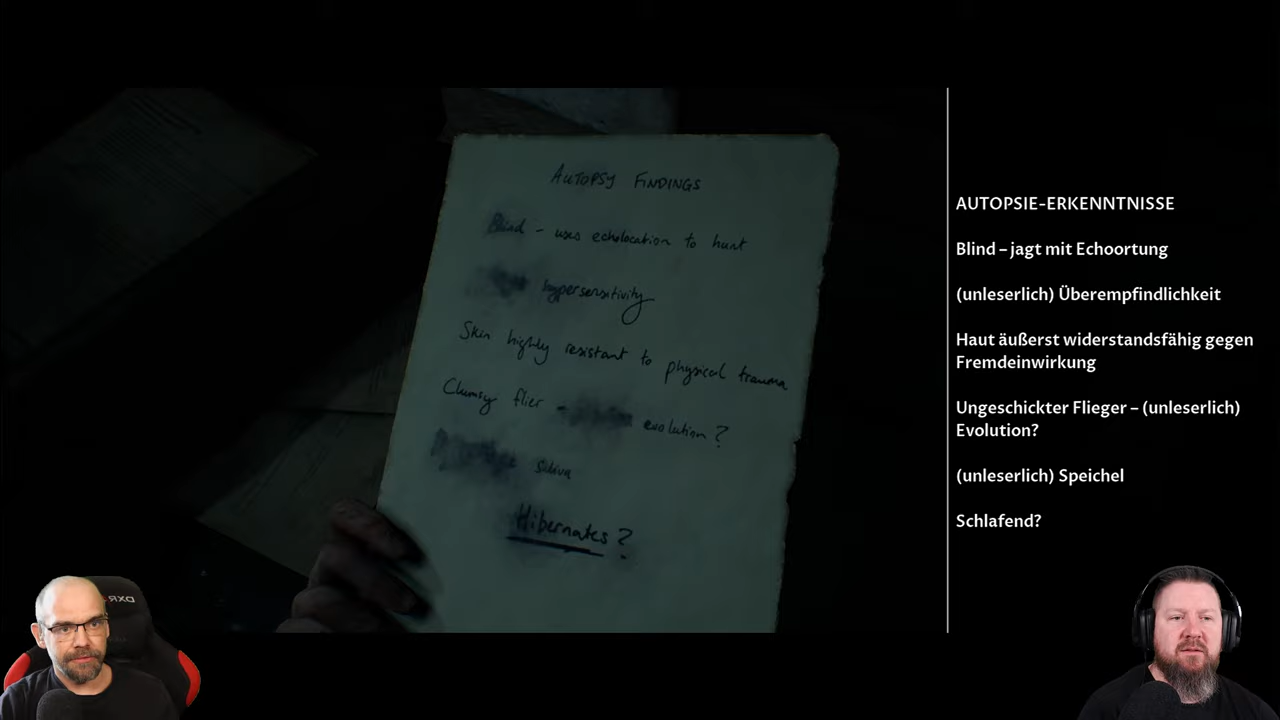 AUTOPSY FINDINGS
Blind - uses echolocation to hunt
hypersensitivity
Skin highly resistant to physical trauma
Clumsy flier - evolution?
saliva
Hibernates?
AUTOPSIE-ERKENNTNISSE
Blind – jagt mit Echoortung
(unleserlich) Überempfindlichkeit
Haut äußerst widerstandsfähig gegen
Fremdeinwirkung
Ungeschickter Flieger – (unleserlich)
Evolution?
(unleserlich) Speichel
Schlafend?